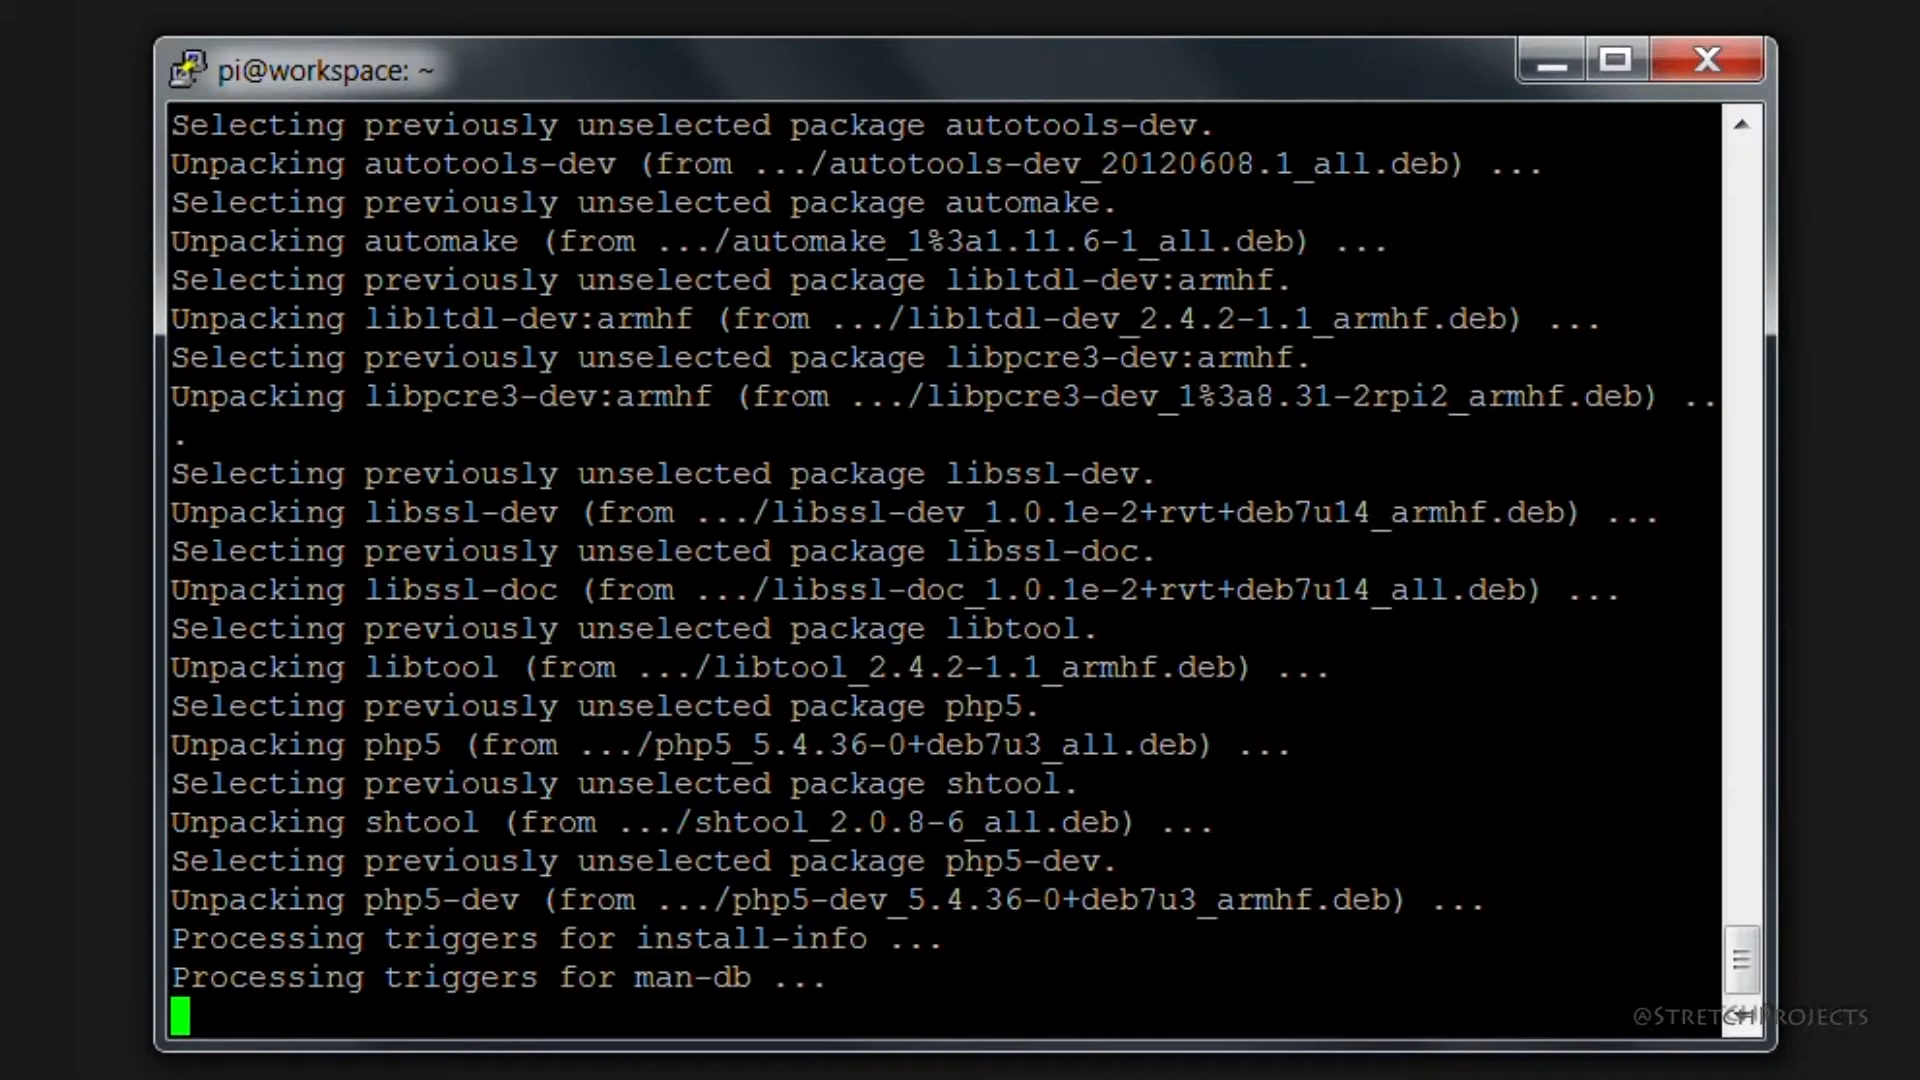 pi@workspace: ~
Selecting previously unselected package autotools-dev.
Unpacking autotools-dev (from .../autotools-dev_20120608.1_all.deb) ...
Selecting previously unselected package automake.
Unpacking automake (from .../automake_1%3a1.11.6-1_all.deb) ...
Selecting previously unselected package libltdl-dev:armhf.
Unpacking libltdl-dev:armhf (from .../libltdl-dev_2.4.2-1.1_armhf.deb) ...
Selecting previously unselected package libpcre3-dev:armhf.
Unpacking libpcre3-dev:armhf (from .../libpcre3-dev_1%3a8.31-2rpi2_armhf.deb) ..
.
Selecting previously unselected package libssl-dev.
Unpacking libssl-dev (from .../libssl-dev_1.0.1e-2+rvt+deb7u14_armhf.deb) ...
Selecting previously unselected package libssl-doc.
Unpacking libssl-doc (from .../libssl-doc_1.0.1e-2+rvt+deb7u14_all.deb) ...
Selecting previously unselected package libtool.
Unpacking libtool (from .../libtool_2.4.2-1.1_armhf.deb) ...
Selecting previously unselected package php5.
Unpacking php5 (from .../php5_5.4.36-0+deb7u3_all.deb) ...
Selecting previously unselected package shtool.
Unpacking shtool (from .../shtool_2.0.8-6_all.deb) ...
Selecting previously unselected package php5-dev.
Unpacking php5-dev (from .../php5-dev_5.4.36-0+deb7u3_armhf.deb) ...
Processing triggers for install-info ...
Processing triggers for man-db ...
@StretchProjects